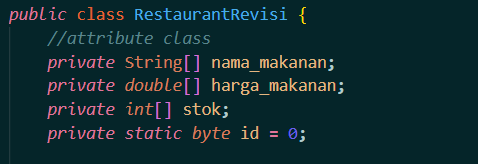 public class RestaurantRevisi {
//attribute class
private String[] nama_makanan;
private double[] harga_makanan;
private int[] stok;
private static byte id = 0;